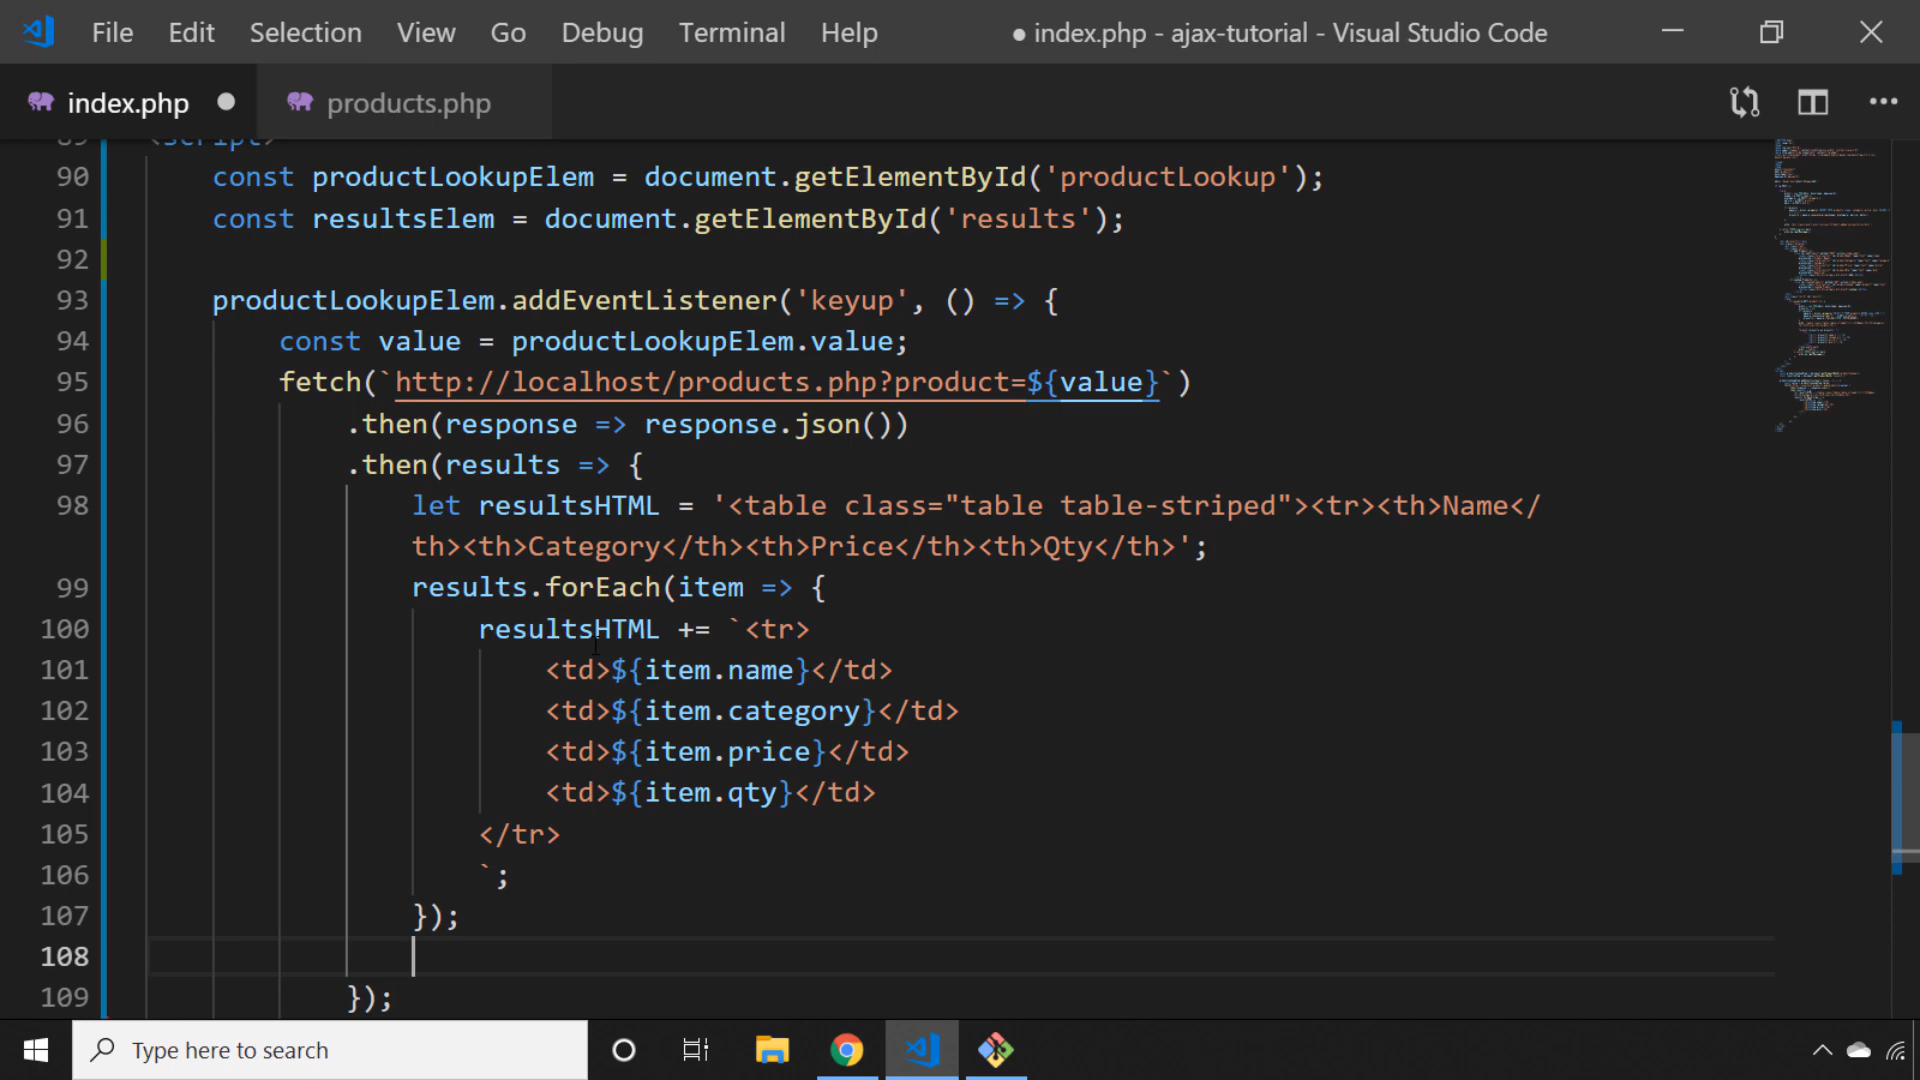 File Edit Selection View Go Debug Terminal Help ● index.php - ajax-tutorial - Visual Studio Code
index.php products.php
89 <script>
90 const productLookupElem = document.getElementById('productLookup');
91 const resultsElem = document.getElementById('results');
92
93 productLookupElem.addEventListener('keyup', () => {
94 const value = productLookupElem.value;
95 fetch(`http://localhost/products.php?product=${value}`)
96 .then(response => response.json())
97 .then(results => {
98 let resultsHTML = '<table class="table table-striped"><tr><th>Name</
th><th>Category</th><th>Price</th><th>Qty</th>';
99 results.forEach(item => {
100 resultsHTML += `<tr>
101 <td>${item.name}</td>
102 <td>${item.category}</td>
103 <td>${item.price}</td>
104 <td>${item.qty}</td>
105 </tr>
106 `;
107 });
108
109 });
Type here to search